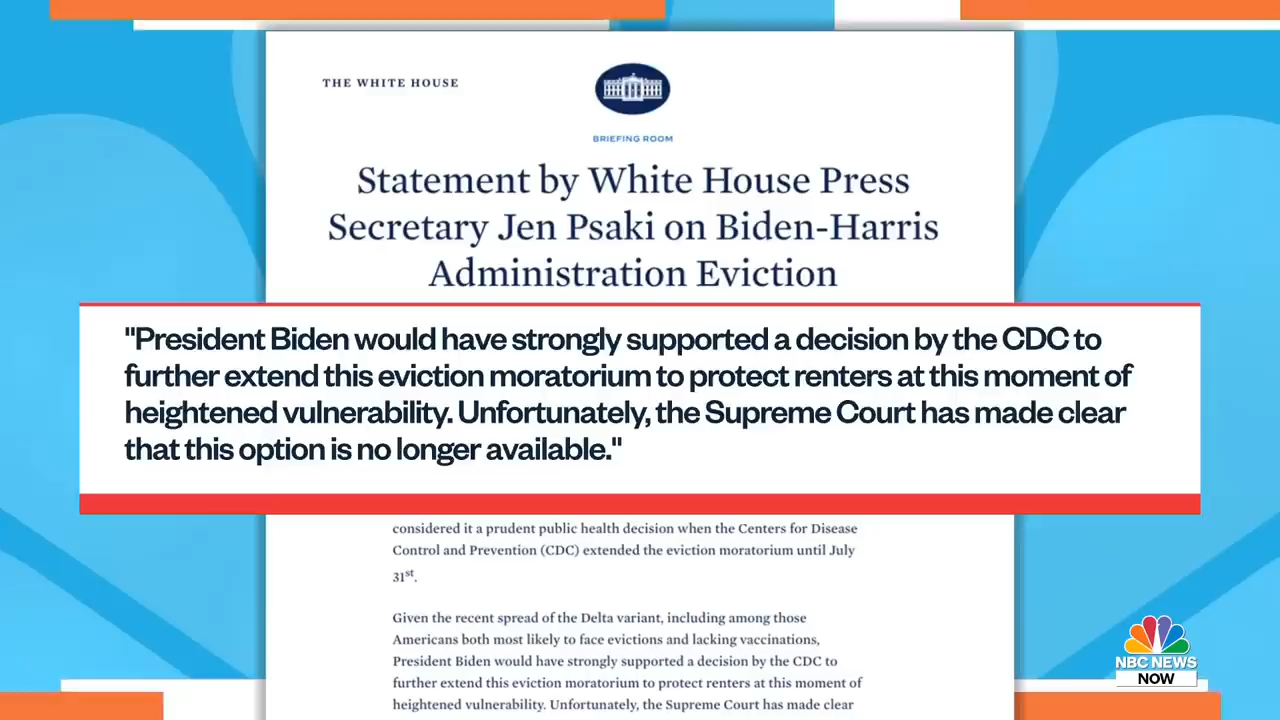 THE WHITE HOUSE
BRIEFING ROOM
Statement by White House Press
Secretary Jen Psaki on Biden-Harris
Administration Eviction
"President Biden would have strongly supported a decision by the CDC to
further extend this eviction moratorium to protect renters at this moment of
heightened vulnerability. Unfortunately, the Supreme Court has made clear
that this option is no longer available."
considered it a prudent public health decision when the Centers for Disease
Control and Prevention (CDC) extended the eviction moratorium until July
31st.
Given the recent spread of the Delta variant, including among those
Americans both most likely to face evictions and lacking vaccinations,
President Biden would have strongly supported a decision by the CDC to
further extend this eviction moratorium to protect renters at this moment of
heightened vulnerability. Unfortunately, the Supreme Court has made clear
NBC NEWS
NOW